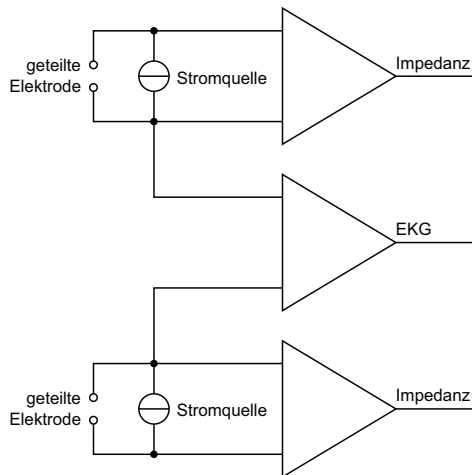 Impedanz
geteilte
Elektrode
Stromquelle
EKG
Impedanz
geteilte
Elektrode
Stromquelle